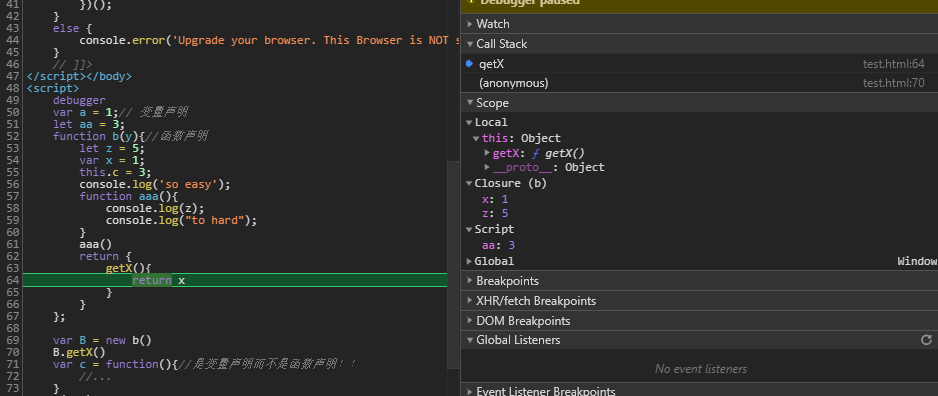 41 })();
42 }
43 else {
44 console.error('Upgrade your browser. This Browser is NOT s
45 }
46 // ]]>
47 </script></body>
48 <script>
49 debugger
50 var a = 1;// 变量声明
51 let aa = 3;
52 function b(y){//函数声明
53 let z = 5;
54 var x = 1;
55 this.c = 3;
56 console.log('so easy');
57 function aaa(){
58 console.log(z);
59 console.log("to hard");
60 }
61 aaa()
62 return {
63 getX(){
64 return x
65 }
66 }
67 };
68
69 var B = new b()
70 B.getX()
71 var c = function(){//是变量声明而不是函数声明！！
72 //...
73 }
Debugger paused
Watch
Call Stack
getX test.html:64
(anonymous) test.html:70
Scope
Local
this: Object
getX: ƒ getX()
__proto__: Object
Closure (b)
x: 1
z: 5
Script
aa: 3
Global Window
Breakpoints
XHR/fetch Breakpoints
DOM Breakpoints
Global Listeners
No event listeners
Event Listener Breakpoints